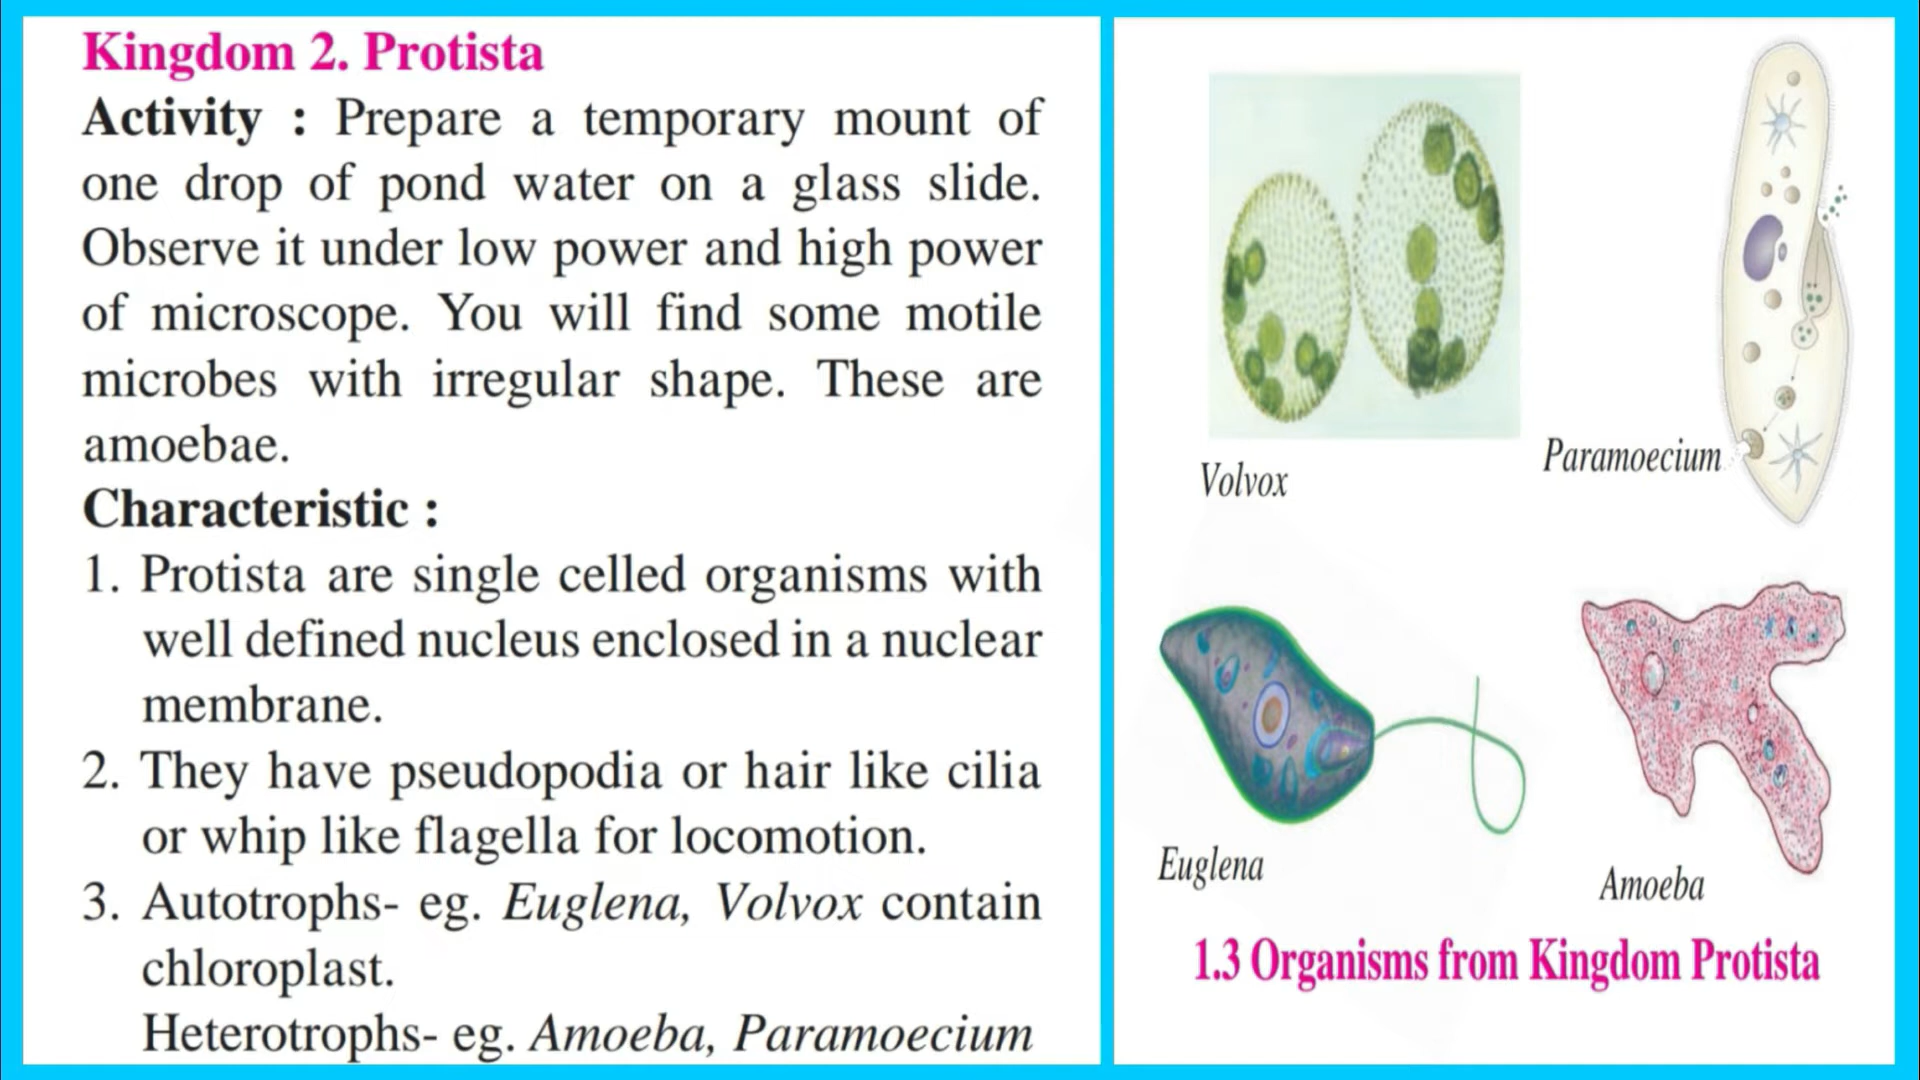 Kingdom 2. Protista
Activity : Prepare a temporary mount of
one drop of pond water on a glass slide.
Observe it under low power and high power
of microscope. You will find some motile
microbes with irregular shape. These are
amoebae.
Characteristic :
1. Protista are single celled organisms with
well defined nucleus enclosed in a nuclear
membrane.
2. They have pseudopodia or hair like cilia
or whip like flagella for locomotion.
3. Autotrophs- eg. Euglena, Volvox contain
chloroplast.
Heterotrophs- eg. Amoeba, Paramoecium
Volvox
Paramoecium
Euglena
Amoeba
1.3 Organisms from Kingdom Protista